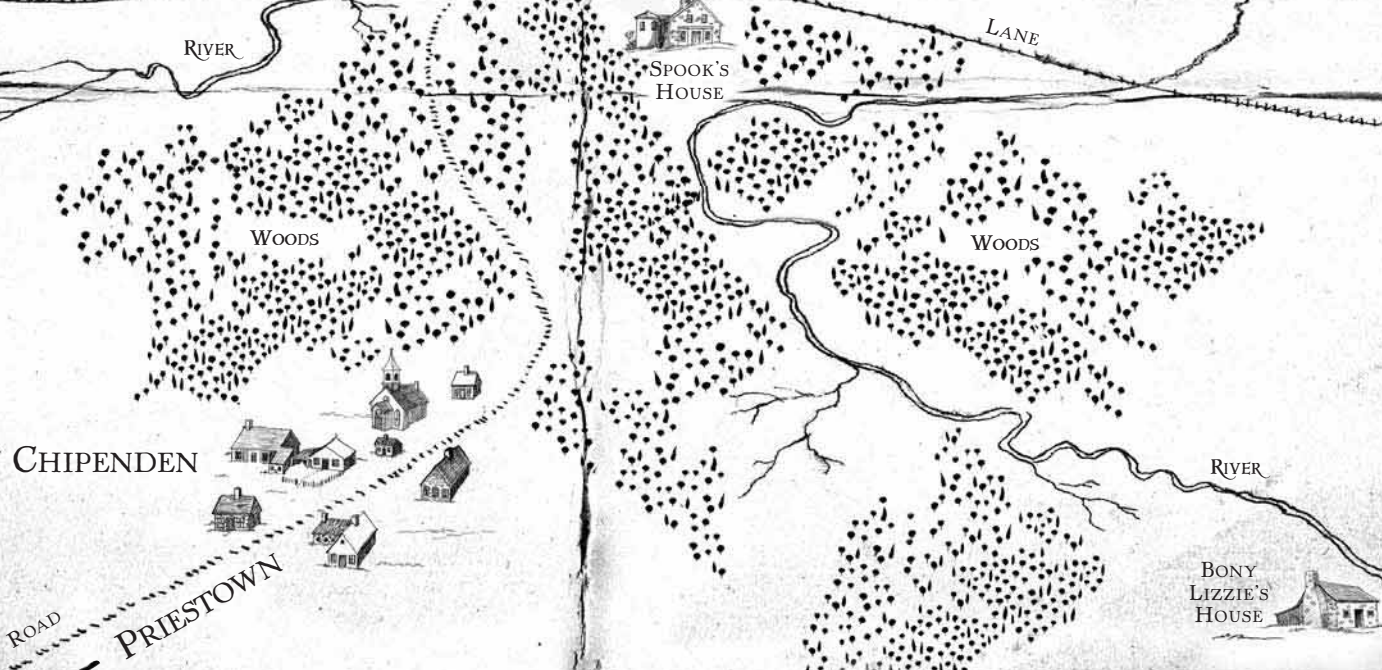 River
Lane
Spook's
House
Woods
Woods
Chipenden
River
Bony
Lizzie's
House
Road
Priestown